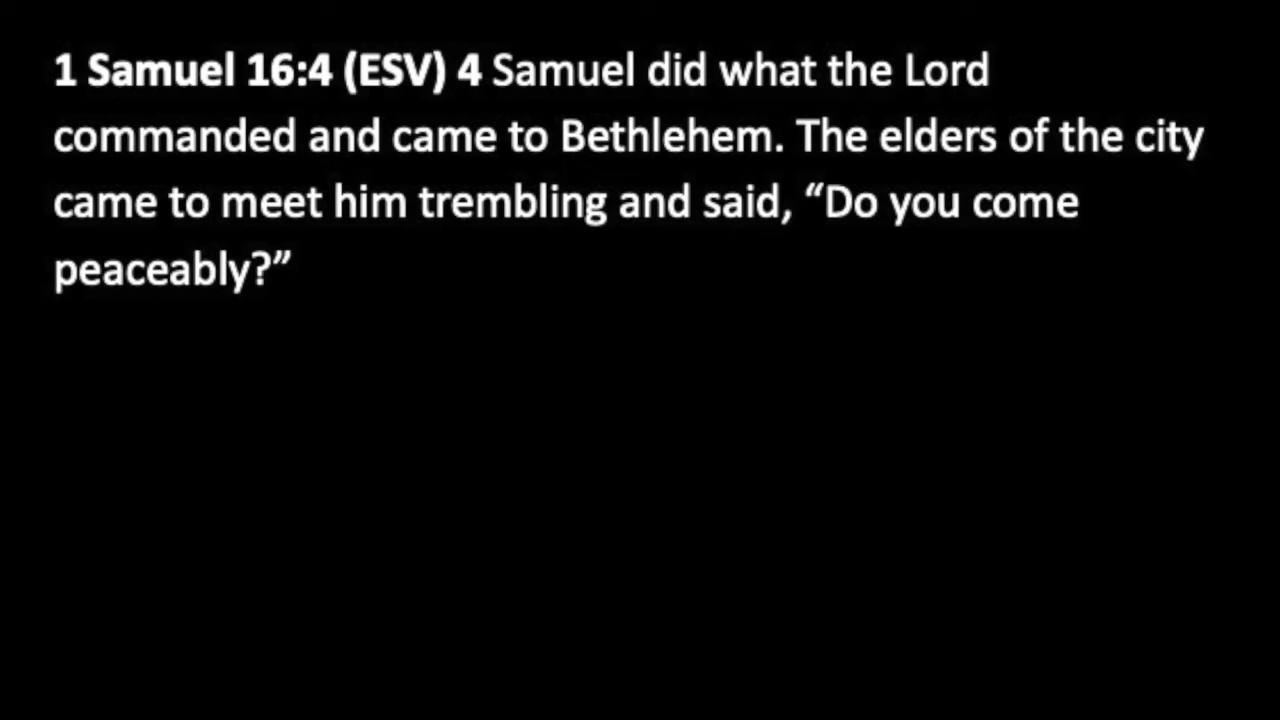 1 Samuel 16:4 (ESV) 4 Samuel did what the Lord
commanded and came to Bethlehem. The elders of the city
came to meet him trembling and said, “Do you come
peaceably?”